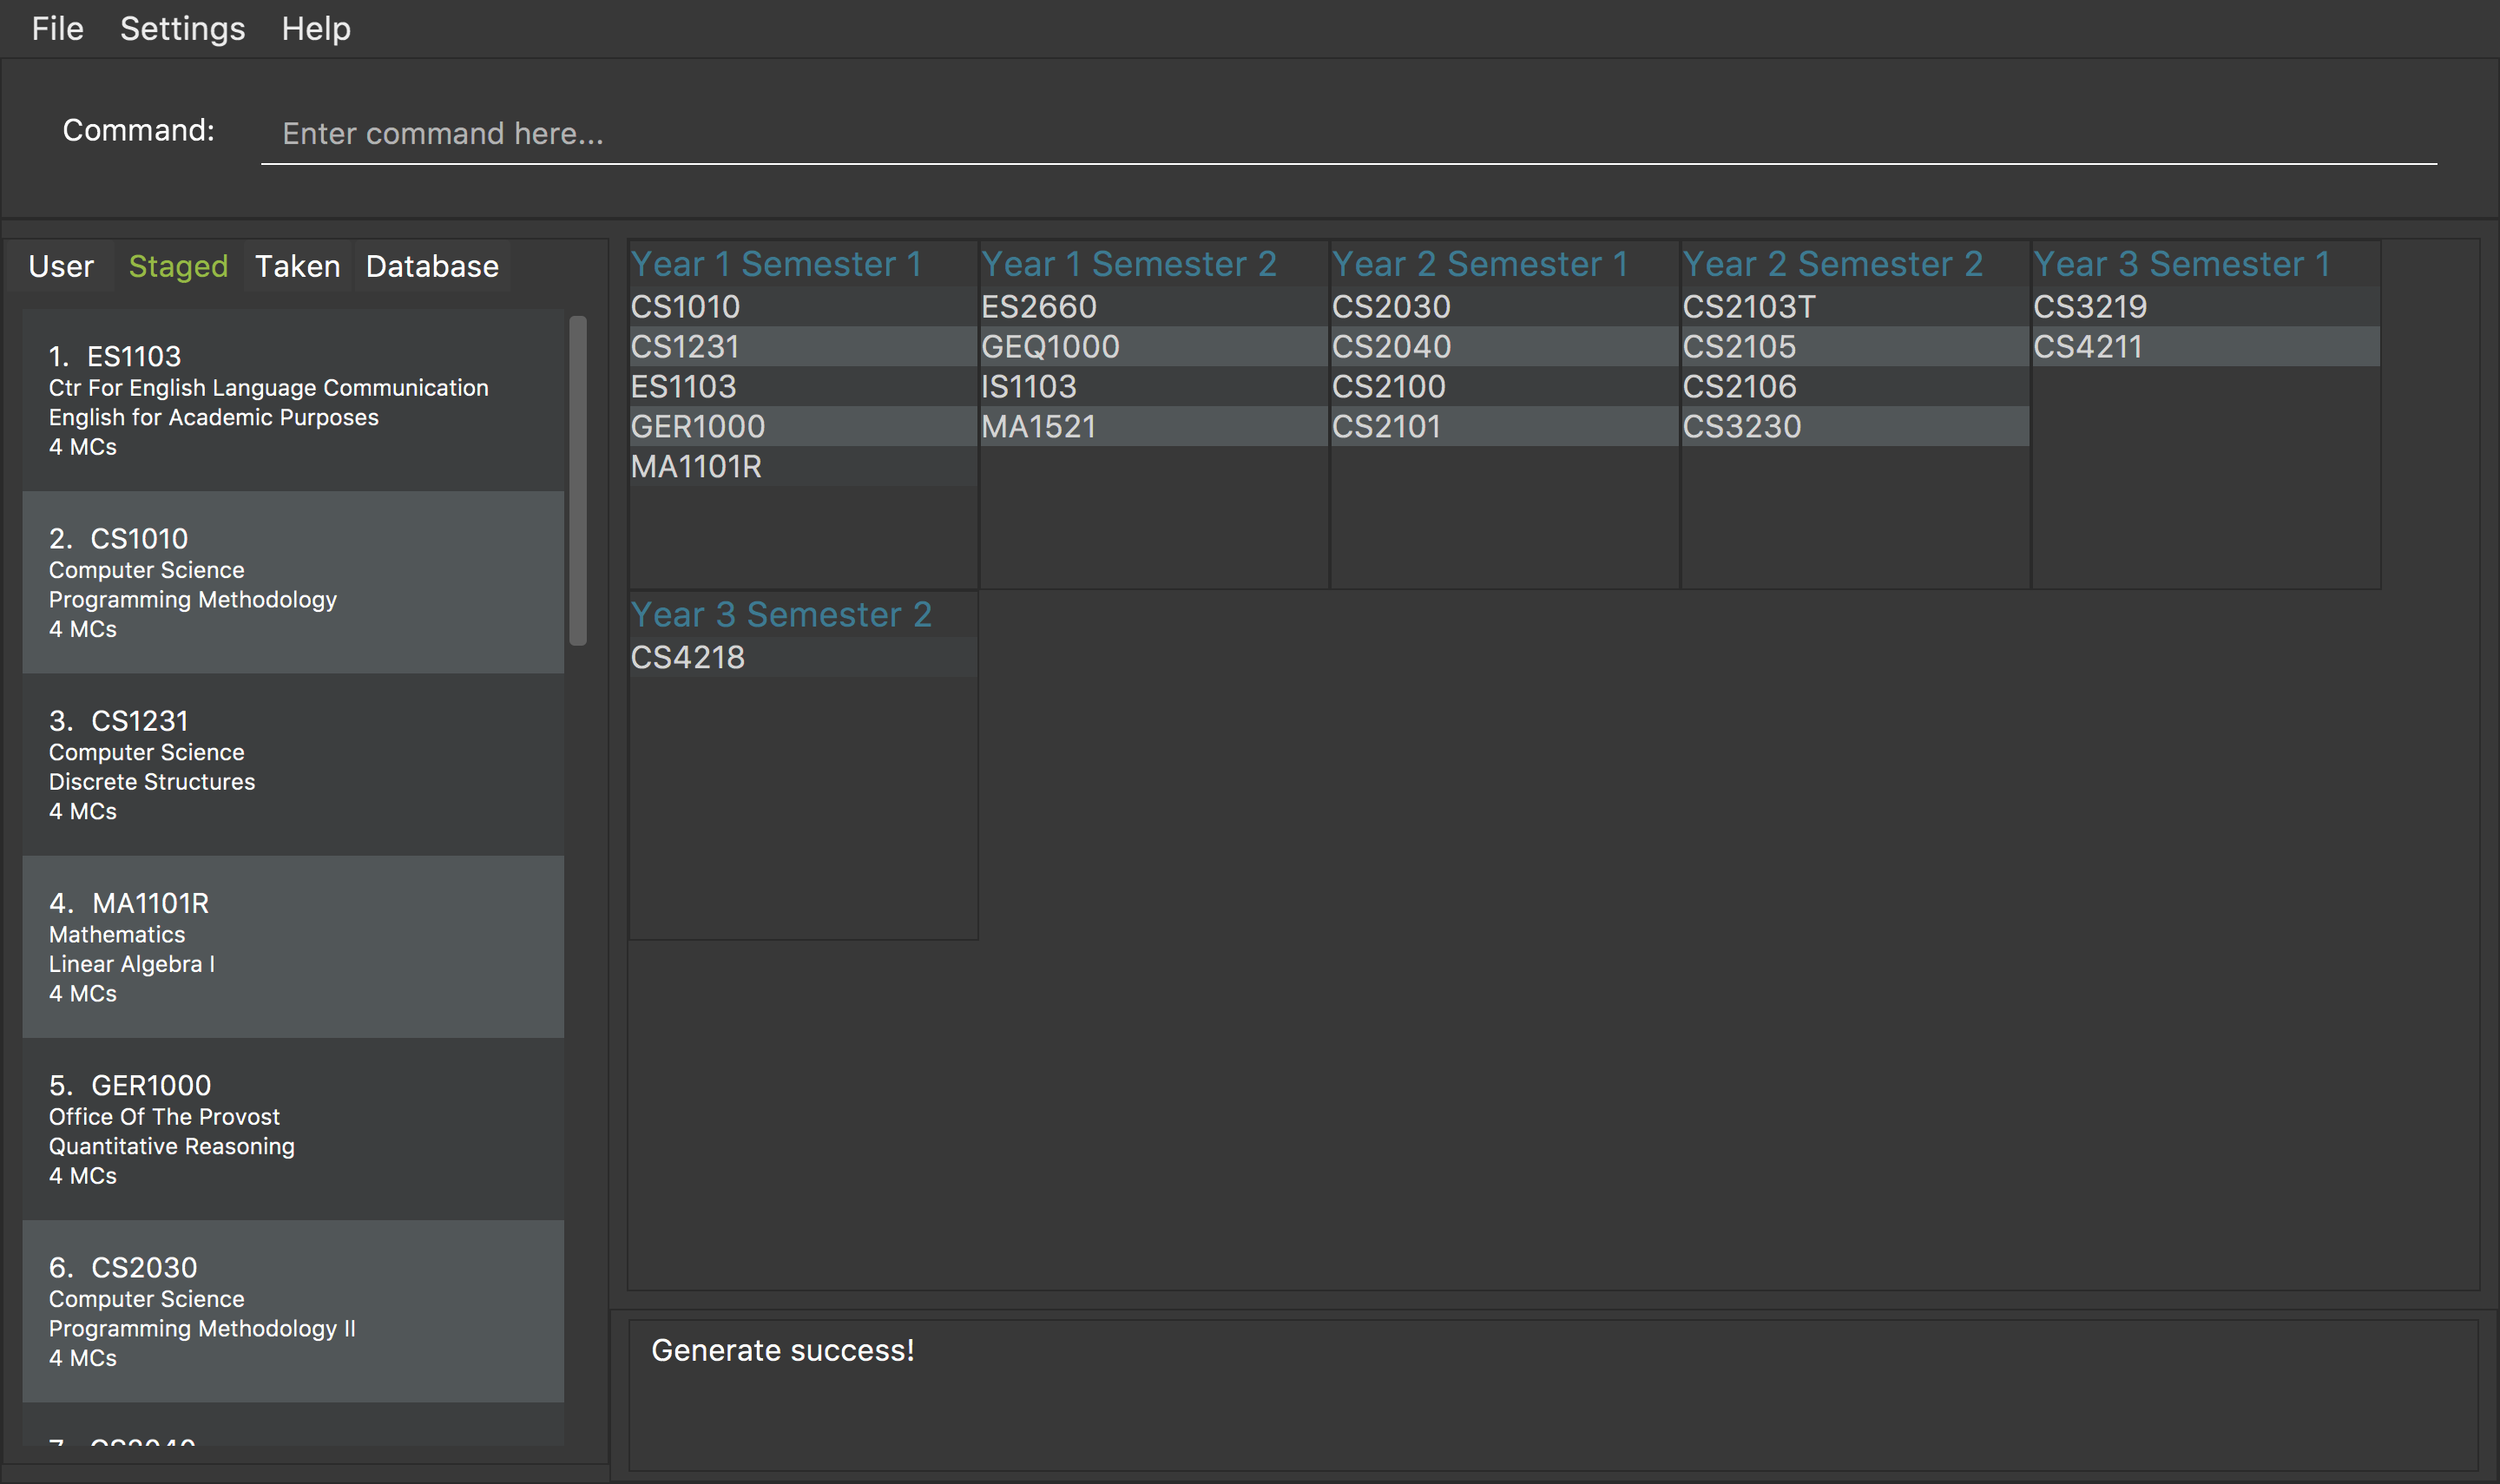 File Settings Help
Command: Enter command here...
User Staged Taken Database
1. ES1103
Ctr For English Language Communication
English for Academic Purposes
4 MCs
2. CS1010
Computer Science
Programming Methodology
4 MCs
3. CS1231
Computer Science
Discrete Structures
4 MCs
4. MA1101R
Mathematics
Linear Algebra I
4 MCs
5. GER1000
Office Of The Provost
Quantitative Reasoning
4 MCs
6. CS2030
Computer Science
Programming Methodology II
4 MCs
7. CS2040
Year 1 Semester 1
CS1010
CS1231
ES1103
GER1000
MA1101R
Year 1 Semester 2
ES2660
GEQ1000
IS1103
MA1521
Year 2 Semester 1
CS2030
CS2040
CS2100
CS2101
Year 2 Semester 2
CS2103T
CS2105
CS2106
CS3230
Year 3 Semester 1
CS3219
CS4211
Year 3 Semester 2
CS4218
Generate success!